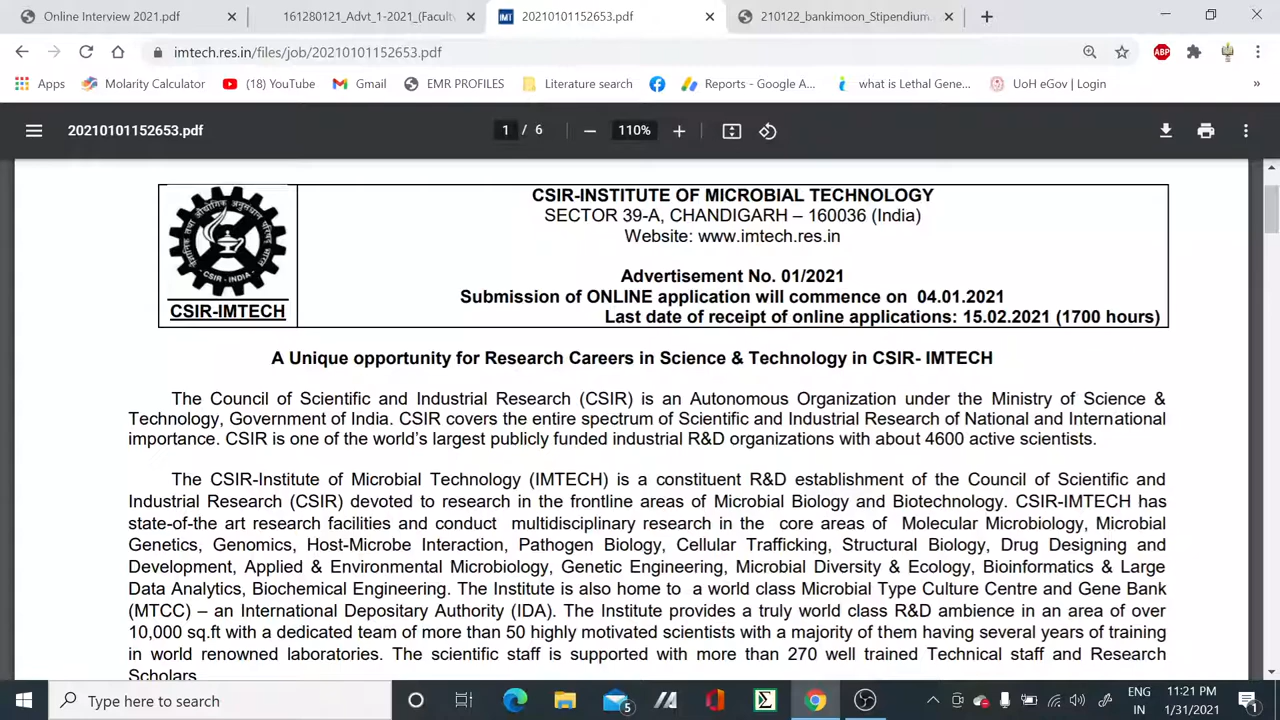 Online Interview 2021.pdf
161280121_Advt_1-2021_(Facult
20210101152653.pdf
210122_bankimoon_Stipendium
imtech.res.in/files/job/20210101152653.pdf
ABP
Apps
Molarity Calculator
(18) YouTube
Gmail
EMR PROFILES
Literature search
Reports - Google A...
what is Lethal Gene...
UoH eGov | Login
»
20210101152653.pdf
1 / 6
110%
CSIR-INSTITUTE OF MICROBIAL TECHNOLOGY
SECTOR 39-A, CHANDIGARH – 160036 (India)
Website: www.imtech.res.in
CSIR-INDIA
CSIR-IMTECH
Advertisement No. 01/2021
Submission of ONLINE application will commence on 04.01.2021
Last date of receipt of online applications: 15.02.2021 (1700 hours)
A Unique opportunity for Research Careers in Science & Technology in CSIR- IMTECH
The Council of Scientific and Industrial Research (CSIR) is an Autonomous Organization under the Ministry of Science &
Technology, Government of India. CSIR covers the entire spectrum of Scientific and Industrial Research of National and International
importance. CSIR is one of the world’s largest publicly funded industrial R&D organizations with about 4600 active scientists.
The CSIR-Institute of Microbial Technology (IMTECH) is a constituent R&D establishment of the Council of Scientific and
Industrial Research (CSIR) devoted to research in the frontline areas of Microbial Biology and Biotechnology. CSIR-IMTECH has
state-of-the art research facilities and conduct multidisciplinary research in the core areas of Molecular Microbiology, Microbial
Genetics, Genomics, Host-Microbe Interaction, Pathogen Biology, Cellular Trafficking, Structural Biology, Drug Designing and
Development, Applied & Environmental Microbiology, Genetic Engineering, Microbial Diversity & Ecology, Bioinformatics & Large
Data Analytics, Biochemical Engineering. The Institute is also home to a world class Microbial Type Culture Centre and Gene Bank
(MTCC) – an International Depositary Authority (IDA). The Institute provides a truly world class R&D ambience in an area of over
10,000 sq.ft with a dedicated team of more than 50 highly motivated scientists with a majority of them having several years of training
in world renowned laboratories. The scientific staff is supported with more than 270 well trained Technical staff and Research
Scholars
Type here to search
5
ENG
IN
11:21 PM
1/31/2021
1